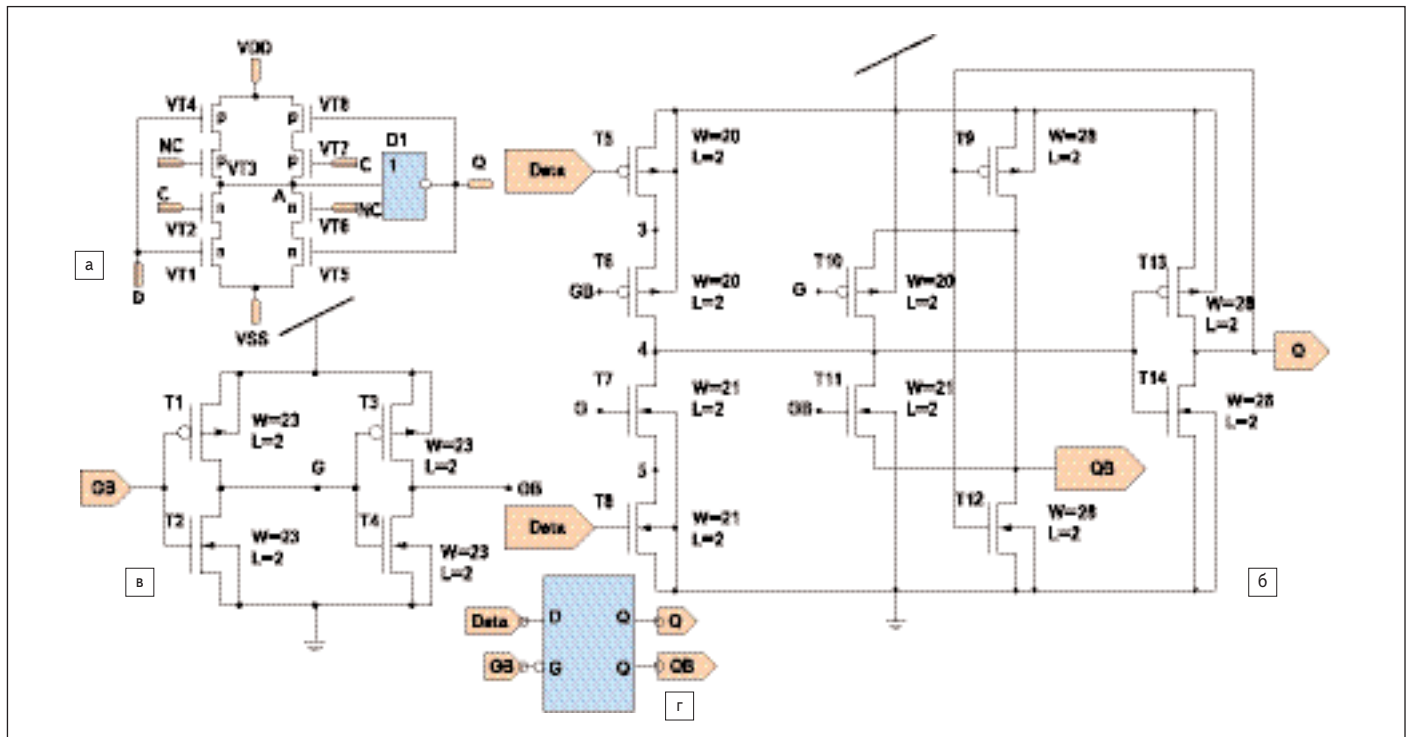 VDD
VT4
VT8
p
p
NC
p
p
VT3
VT7
C
D1
1
Q
C
n
A
n
NC
VT2
VT6
n
n
VT1
VT5
D
VSS
а
Data
T5
W=20
L=2
T9
W=28
L=2
3
T6
GB
W=20
L=2
T10
G
W=20
L=2
T13
W=28
L=2
4
Q
T7
G
W=21
L=2
T11
GB
W=21
L=2
T14
W=28
L=2
5
QB
Data
T8
W=21
L=2
T12
W=28
L=2
б
T1
W=23
L=2
T3
W=23
L=2
GB
G
GB
T2
W=23
L=2
T4
W=23
L=2
в
Data
D
Q
Q
GB
G
Q
QB
г